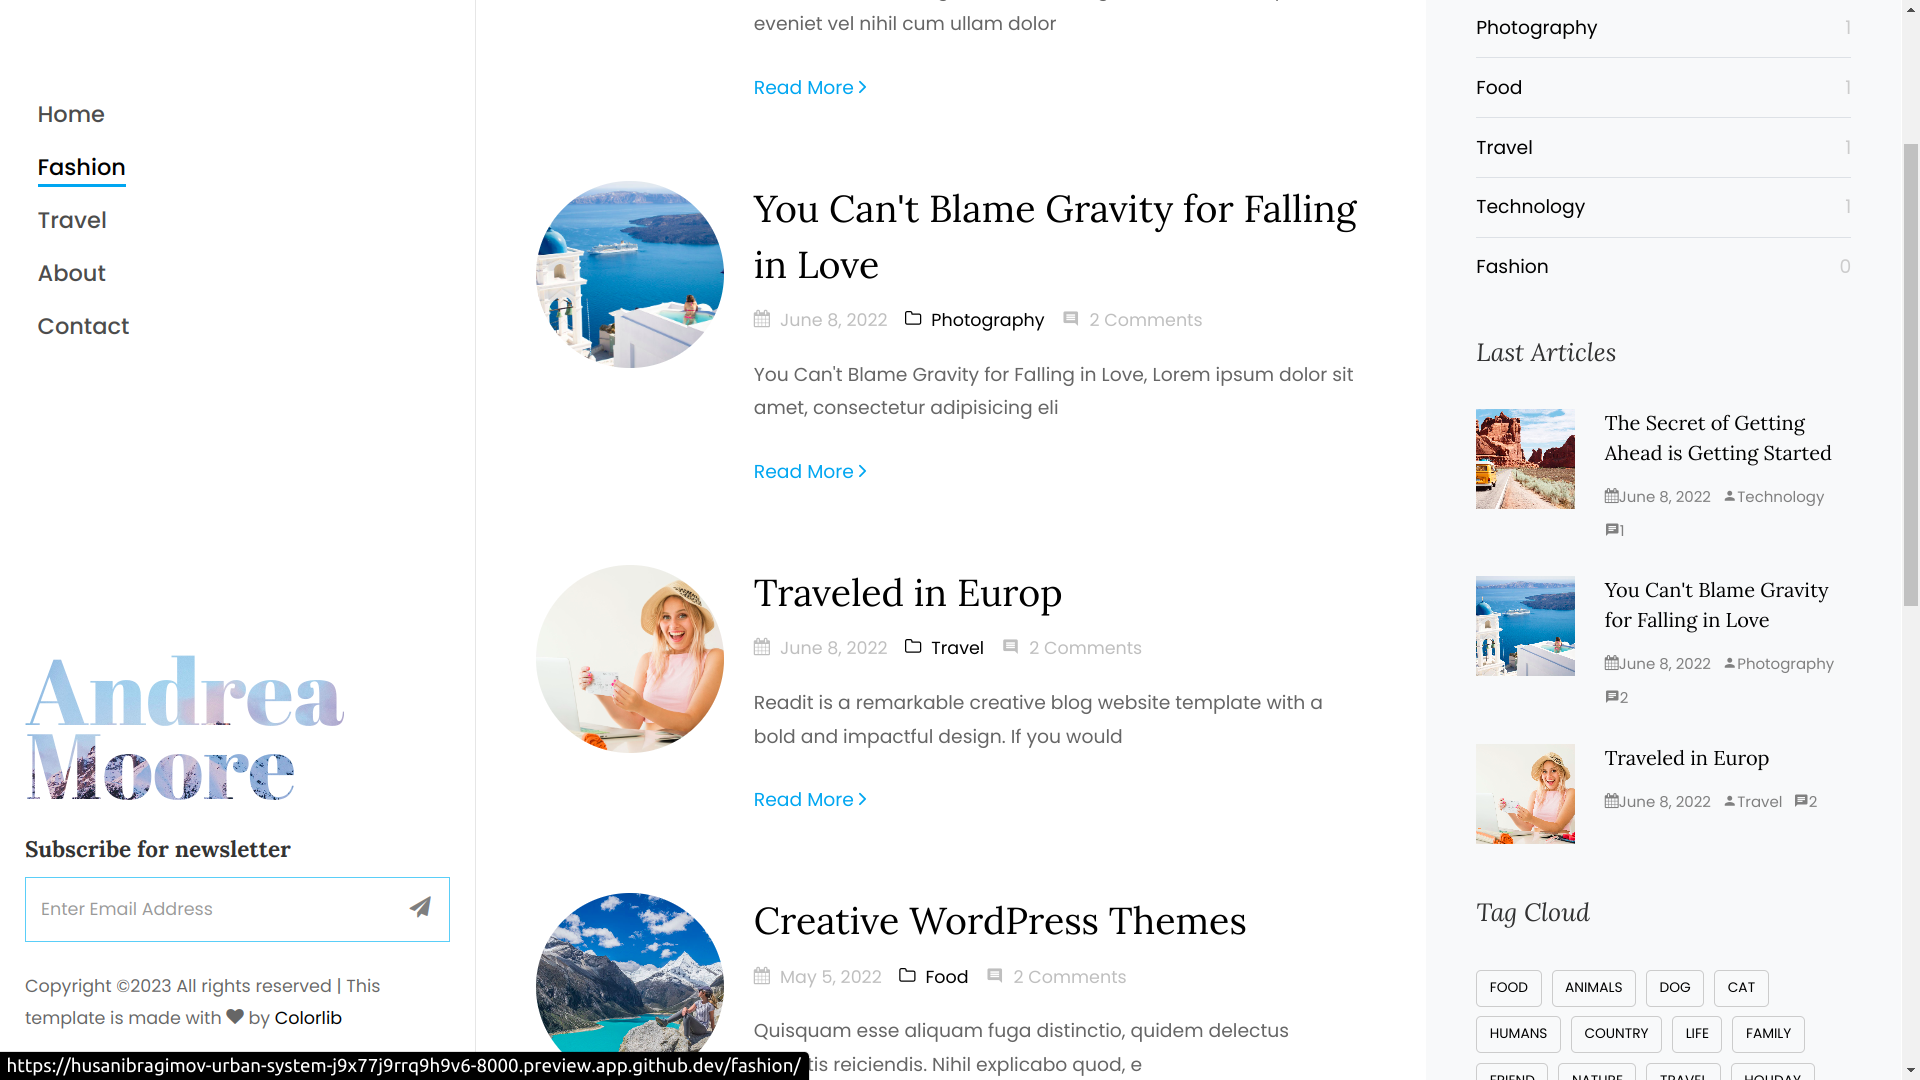 Home
Fashion
Travel
About
Contact
Andrea
Moore
Subscribe for newsletter
Enter Email Address
Copyright ©2023 All rights reserved | This
template is made with by Colorlib
https://husanibragimov-urban-system-j9x77j9rrq9h9v6-8000.preview.app.github.dev/fashion/
eveniet vel nihil cum ullam dolor
Read More
You Can't Blame Gravity for Falling
in Love
June 8, 2022 Photography 2 Comments
You Can't Blame Gravity for Falling in Love, Lorem ipsum dolor sit
amet, consectetur adipisicing eli
Read More
Traveled in Europ
June 8, 2022 Travel 2 Comments
Readit is a remarkable creative blog website template with a
bold and impactful design. If you would
Read More
Creative WordPress Themes
May 5, 2022 Food 2 Comments
Quisquam esse aliquam fuga distinctio, quidem delectus
tis reiciendis. Nihil explicabo quod, e
Photography 1
Food 1
Travel 1
Technology 1
Fashion 0
Last Articles
The Secret of Getting
Ahead is Getting Started
June 8, 2022 Technology
1
You Can't Blame Gravity
for Falling in Love
June 8, 2022 Photography
2
Traveled in Europ
June 8, 2022 Travel 2
Tag Cloud
FOOD ANIMALS DOG CAT
HUMANS COUNTRY LIFE FAMILY
FRIEND NATURE TRAVEL HOLIDAY